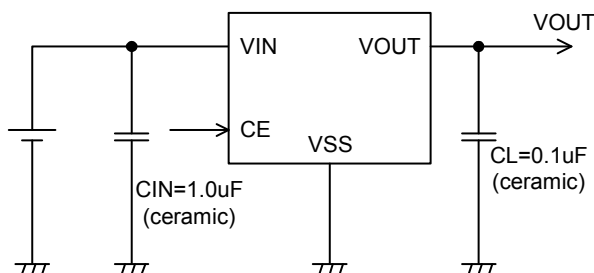 VOUT
VIN
VOUT
CE
VSS
CIN=1.0uF
(ceramic)
CL=0.1uF
(ceramic)